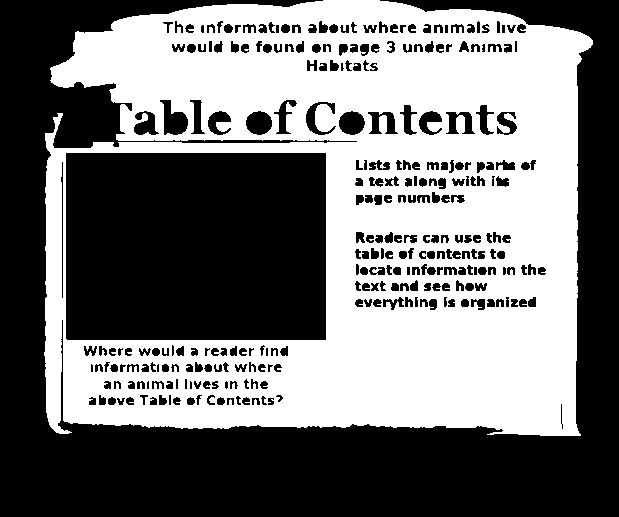 The information about where animals live
would be found on page 3 under Animal
Habitats
Table of Contents
Lists the major parts of
a text along with its
page numbers
Readers can use the
table of contents to
locate information in the
text and see how
everything is organized
Where would a reader find
information about where
an animal lives in the
above Table of Contents?